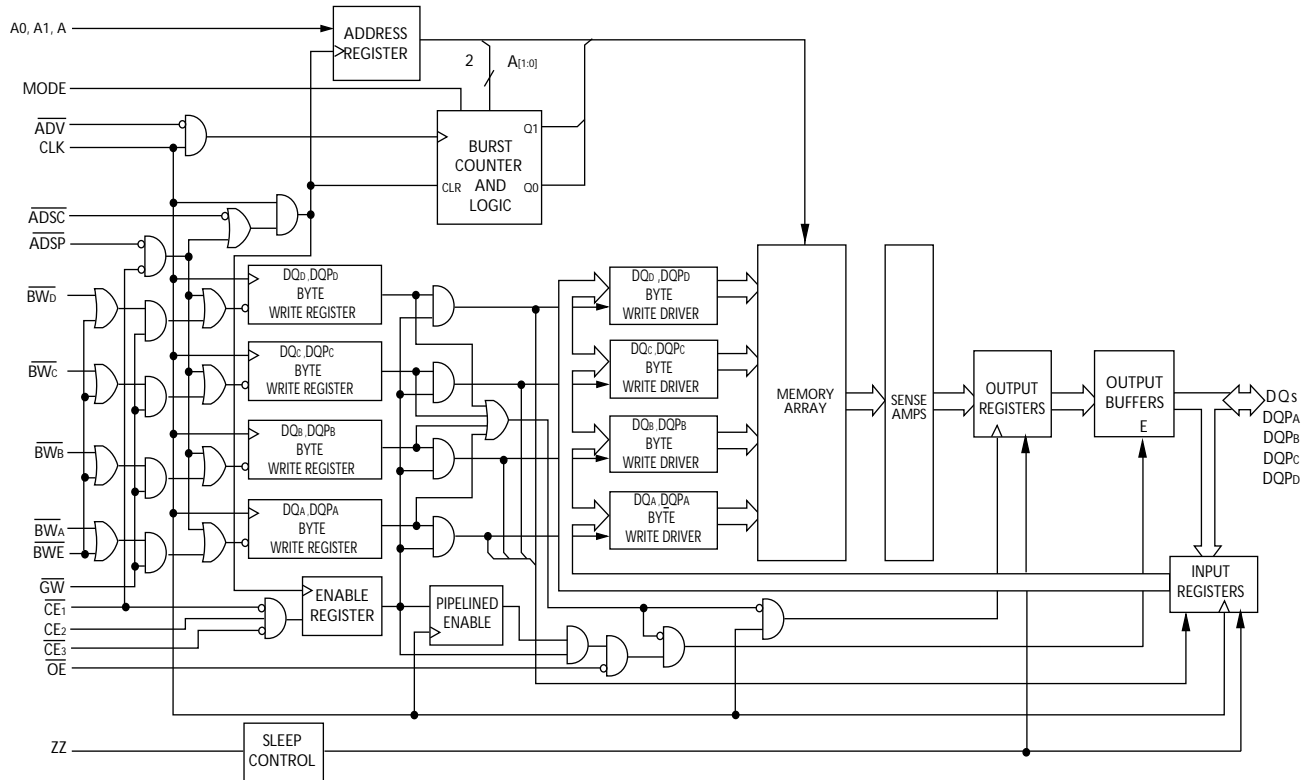 A0, A1, A
ADDRESS
REGISTER
2
A[1:0]
MODE
ADV
CLK
BURST
COUNTER
AND
LOGIC
Q1
CLR
Q0
ADSC
ADSP
DQD ,DQPD
BYTE
WRITE REGISTER
DQC ,DQPC
BYTE
WRITE REGISTER
DQB ,DQPB
BYTE
WRITE REGISTER
DQA ,DQPA
BYTE
WRITE REGISTER
BWD
BWC
BWB
BWA
BWE
GW
CE1
CE2
CE3
OE
ENABLE
REGISTER
PIPELINED
ENABLE
DQD ,DQPD
BYTE
WRITE DRIVER
DQC ,DQPC
BYTE
WRITE DRIVER
DQB ,DQPB
BYTE
WRITE DRIVER
DQA ,DQPA
BYTE
WRITE DRIVER
MEMORY
ARRAY
SENSE
AMPS
OUTPUT
REGISTERS
OUTPUT
BUFFERS
E
DQs
DQPA
DQPB
DQPC
DQPD
INPUT
REGISTERS
ZZ
SLEEP
CONTROL